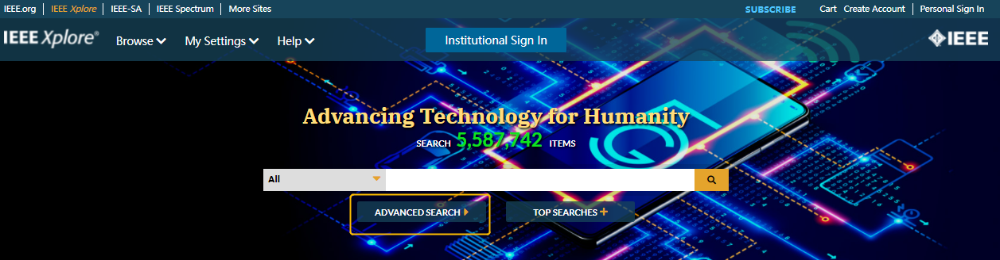 IEEE.org IEEE Xplore IEEE-SA IEEE Spectrum More Sites SUBSCRIBE Cart Create Account Personal Sign In
IEEE Xplore® Browse My Settings Help Institutional Sign In IEEE
Advancing Technology for Humanity
SEARCH 5,587,742 ITEMS
All
ADVANCED SEARCH TOP SEARCHES